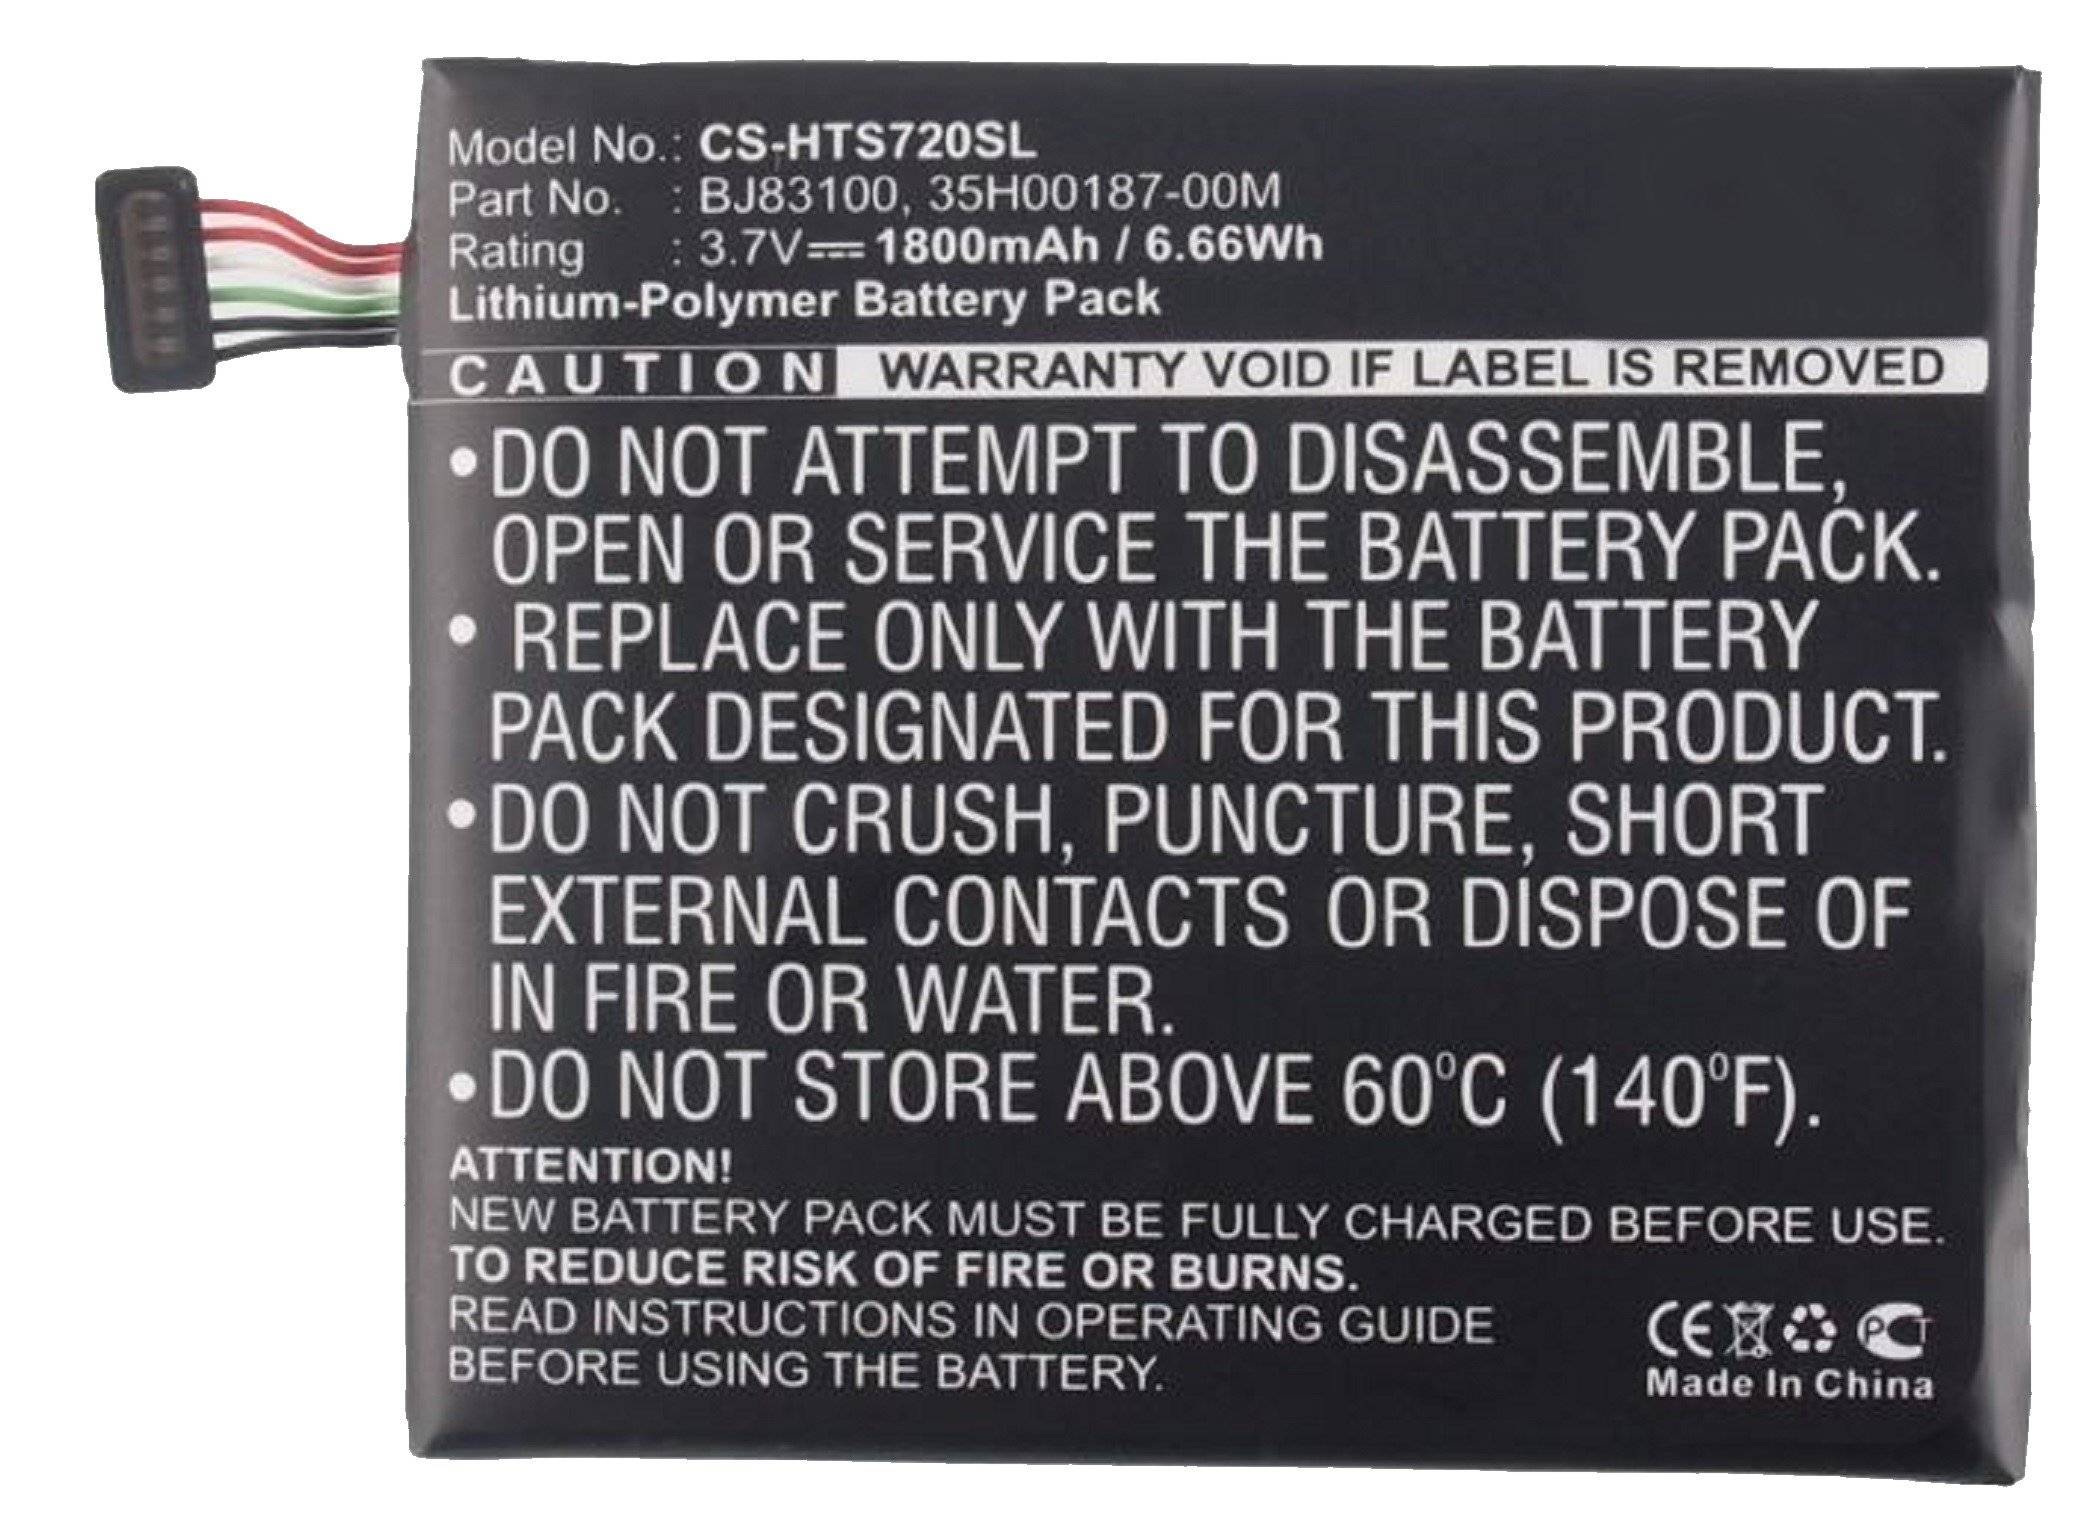 Model No.: CS-HTS720SL
Part No. : BJ83100, 35H00187-00M
Rating : 3.7V⎓1800mAh / 6.66Wh
Lithium-Polymer Battery Pack
CAUTION WARRANTY VOID IF LABEL IS REMOVED
•DO NOT ATTEMPT TO DISASSEMBLE,
OPEN OR SERVICE THE BATTERY PACK.
• REPLACE ONLY WITH THE BATTERY
PACK DESIGNATED FOR THIS PRODUCT.
•DO NOT CRUSH, PUNCTURE, SHORT
EXTERNAL CONTACTS OR DISPOSE OF
IN FIRE OR WATER.
•DO NOT STORE ABOVE 60°C (140°F).
ATTENTION!
NEW BATTERY PACK MUST BE FULLY CHARGED BEFORE USE.
TO REDUCE RISK OF FIRE OR BURNS.
READ INSTRUCTIONS IN OPERATING GUIDE
BEFORE USING THE BATTERY.
CE PCT
Made In China